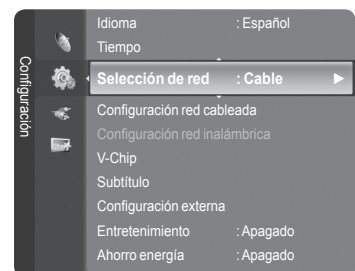 Configuración
Idioma : Español
Tiempo
Selección de red : Cable
Configuración red cableada
Configuración red inalámbrica
V-Chip
Subtítulo
Configuración externa
Entretenimiento : Apagado
Ahorro energía : Apagado